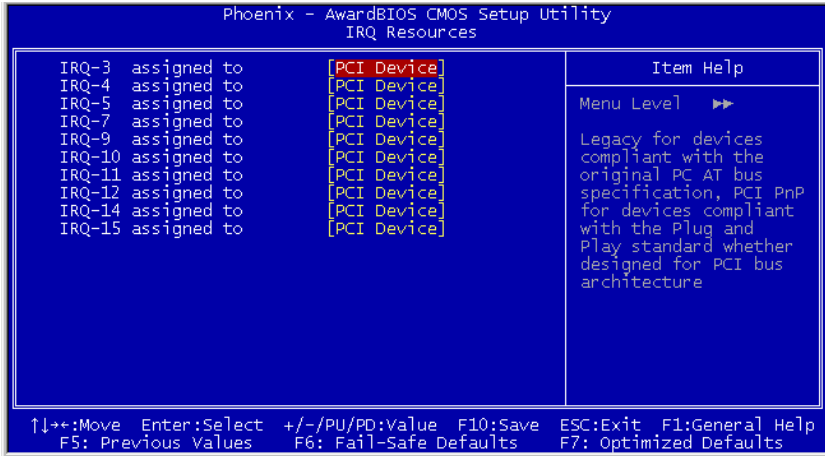 Phoenix - AwardBIOS CMOS Setup Utility
IRQ Resources
IRQ-3 assigned to [PCI Device]
IRQ-4 assigned to [PCI Device]
IRQ-5 assigned to [PCI Device]
IRQ-7 assigned to [PCI Device]
IRQ-9 assigned to [PCI Device]
IRQ-10 assigned to [PCI Device]
IRQ-11 assigned to [PCI Device]
IRQ-12 assigned to [PCI Device]
IRQ-14 assigned to [PCI Device]
IRQ-15 assigned to [PCI Device]
Item Help
Menu Level ▶▶
Legacy for devices
compliant with the
original PC AT bus
specification, PCI PnP
for devices compliant
with the Plug and
Play standard whether
designed for PCI bus
architecture
↑↓→←:Move Enter:Select +/-/PU/PD:Value F10:Save ESC:Exit F1:General Help
F5: Previous Values F6: Fail-Safe Defaults F7: Optimized Defaults